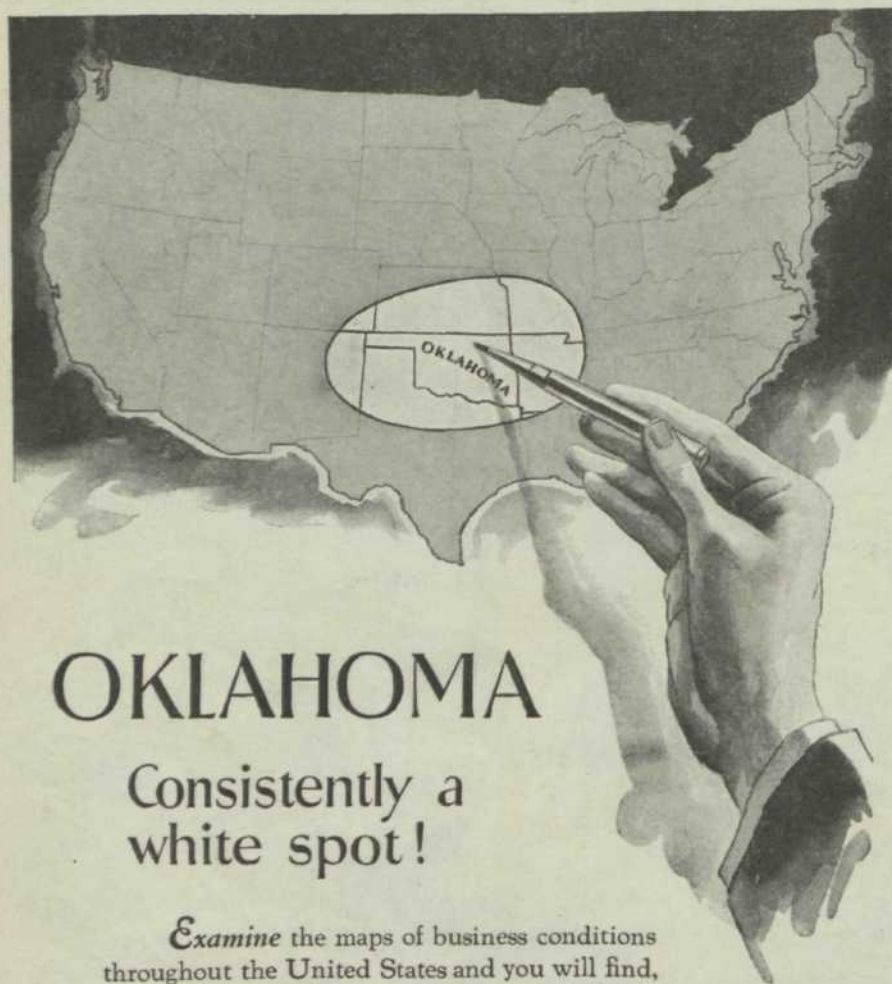 OKLAHOMA
OKLAHOMA
Consistently a
white spot!
Examine the maps of business conditions
throughout the United States and you will find,